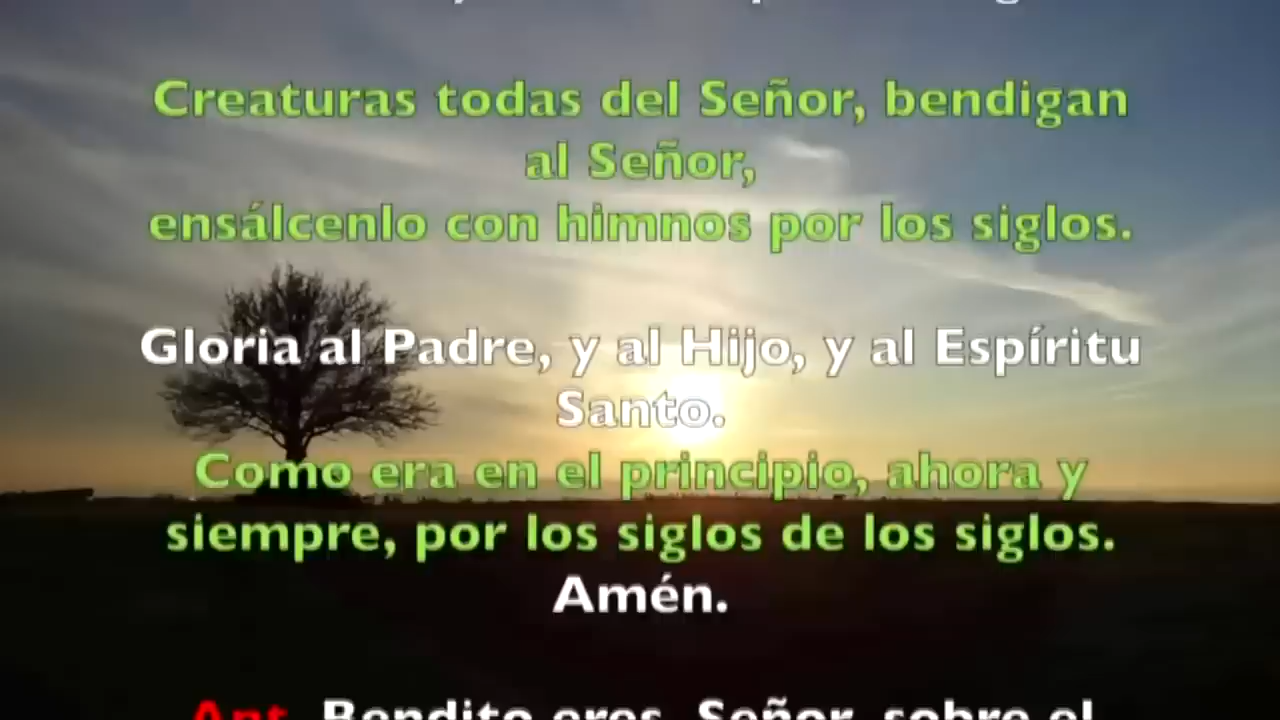 Creaturas todas del Señor, bendigan
al Señor,
ensálcenlo con himnos por los siglos.
Gloria al Padre, y al Hijo, y al Espíritu
Santo.
Como era en el principio, ahora y
siempre, por los siglos de los siglos.
Amén.
Ant. Bendito eres, Señor, sobre el